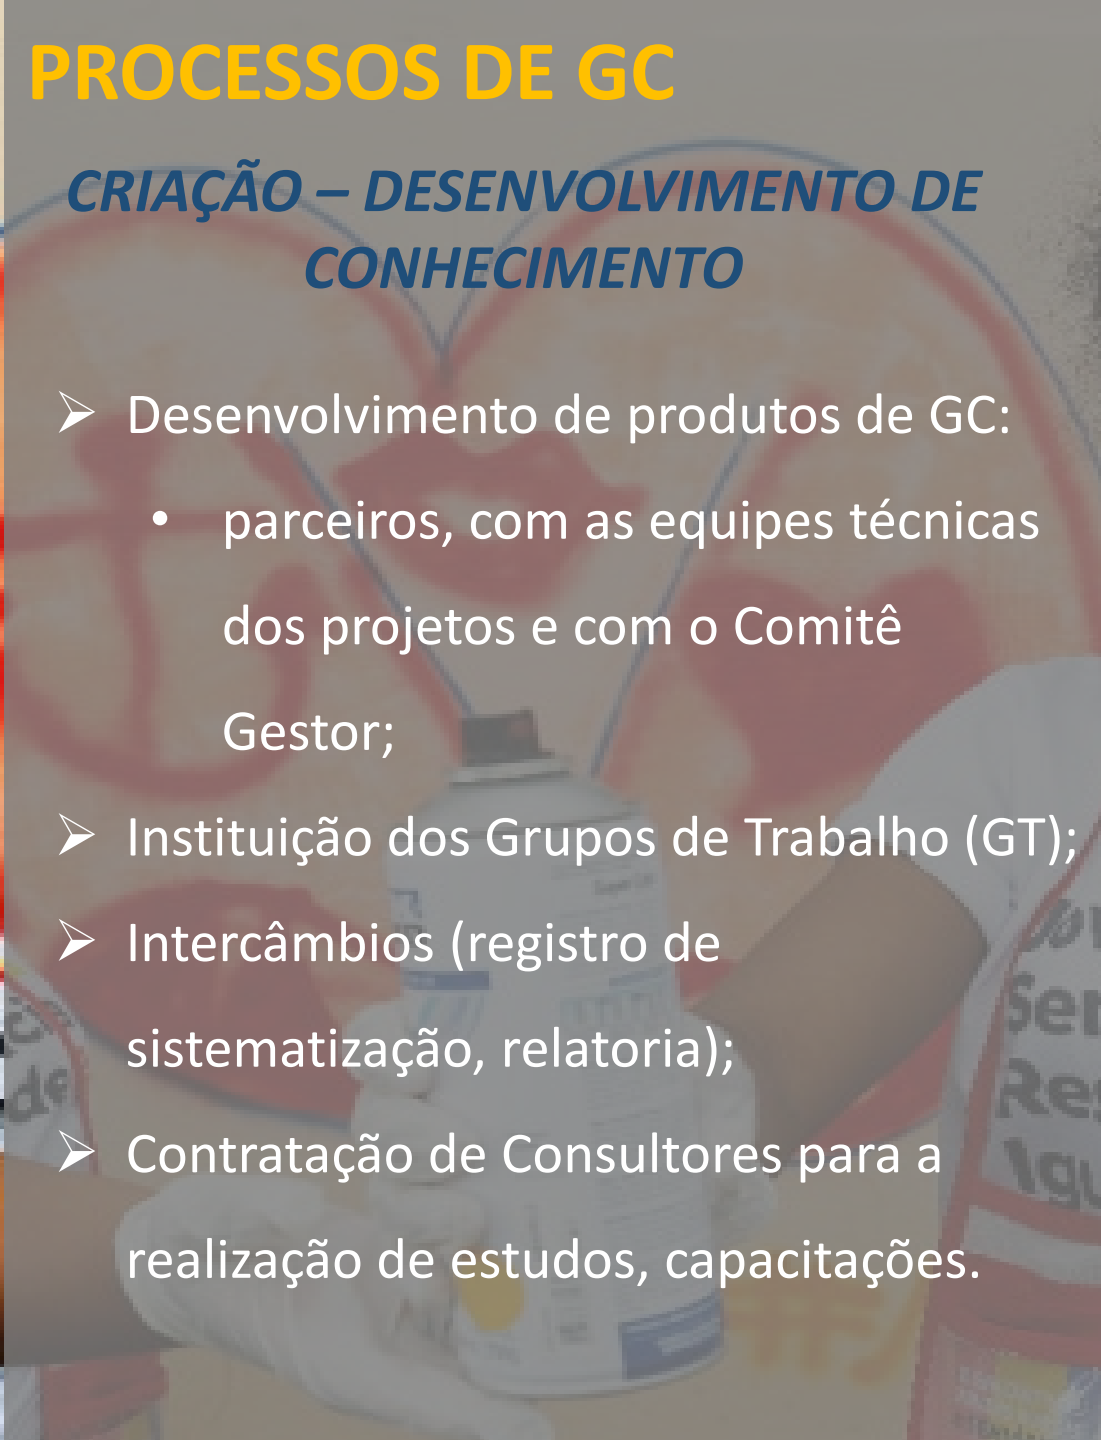 PROCESSOS DE GC
CRIAÇÃO – DESENVOLVIMENTO DE
CONHECIMENTO
➢ Desenvolvimento de produtos de GC:
• parceiros, com as equipes técnicas
dos projetos e com o Comitê
Gestor;
➢ Instituição dos Grupos de Trabalho (GT);
➢ Intercâmbios (registro de
sistematização, relatoria);
➢ Contratação de Consultores para a
realização de estudos, capacitações.